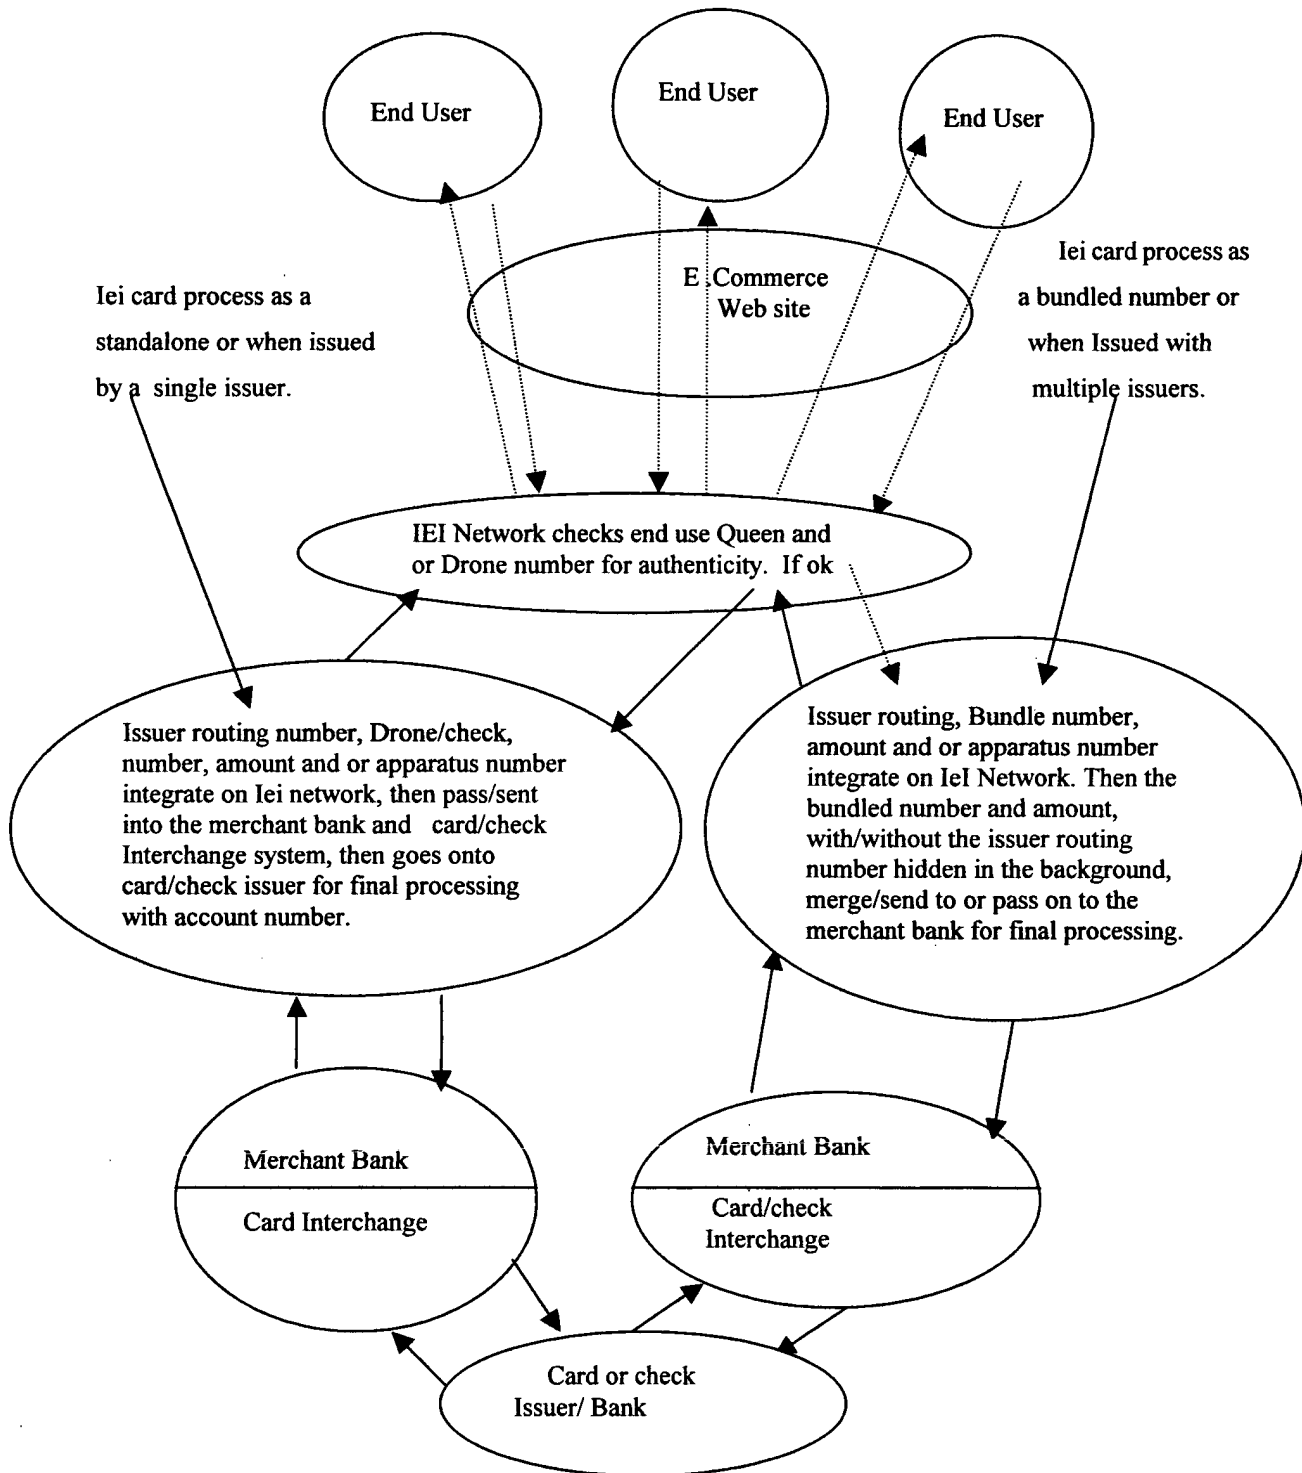 End User
End User
End User
E .Commerce
Web site
Iei card process as a
standalone or when issued
by a single issuer.
Iei card process as
a bundled number or
when Issued with
multiple issuers.
IEI Network checks end use Queen and
or Drone number for authenticity. If ok
Issuer routing number, Drone/check,
number, amount and or apparatus number
integrate on Iei network, then pass/sent
into the merchant bank and card/check
Interchange system, then goes onto
card/check issuer for final processing
with account number.
Issuer routing, Bundle number,
amount and or apparatus number
integrate on IeI Network. Then the
bundled number and amount,
with/without the issuer routing
number hidden in the background,
merge/send to or pass on to the
merchant bank for final processing.
Merchant Bank
Card Interchange
Merchant Bank
Card/check
Interchange
Card or check
Issuer/ Bank